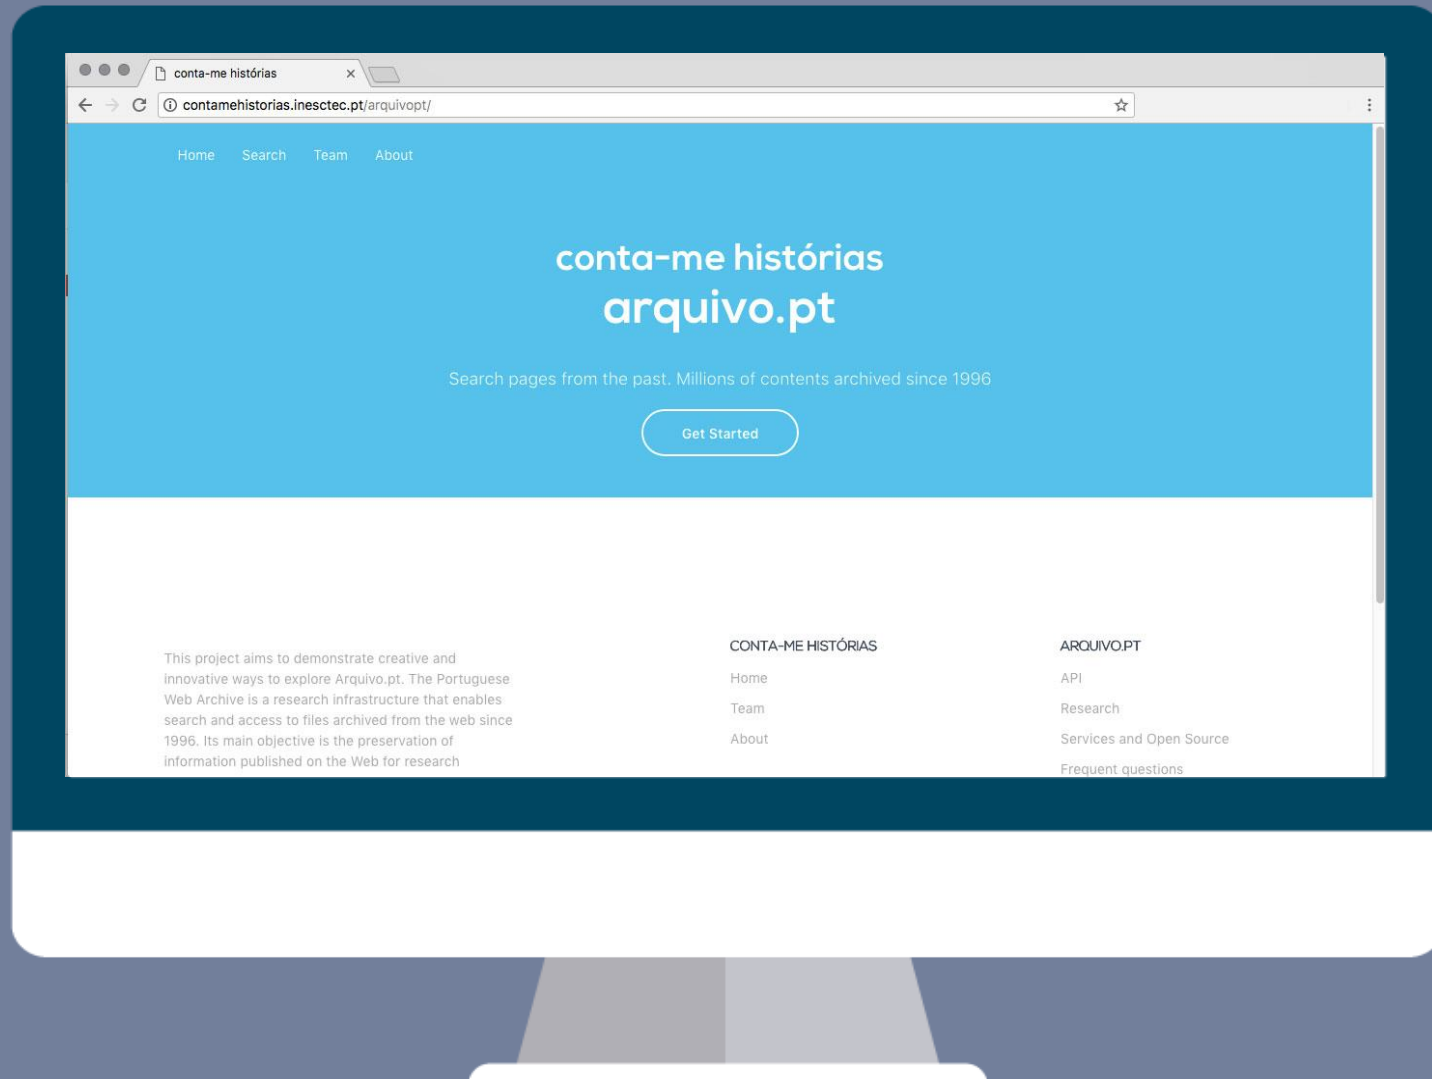 conta-me histórias
contamehistorias.inesctec.pt/arquivopt/
Home Search Team About
conta-me histórias
arquivo.pt
Search pages from the past. Millions of contents archived since 1996
Get Started
This project aims to demonstrate creative and
innovative ways to explore Arquivo.pt. The Portuguese
Web Archive is a research infrastructure that enables
search and access to files archived from the web since
1996. Its main objective is the preservation of
information published on the Web for research
CONTA-ME HISTÓRIAS
Home
Team
About
ARQUIVO.PT
API
Research
Services and Open Source
Frequent questions